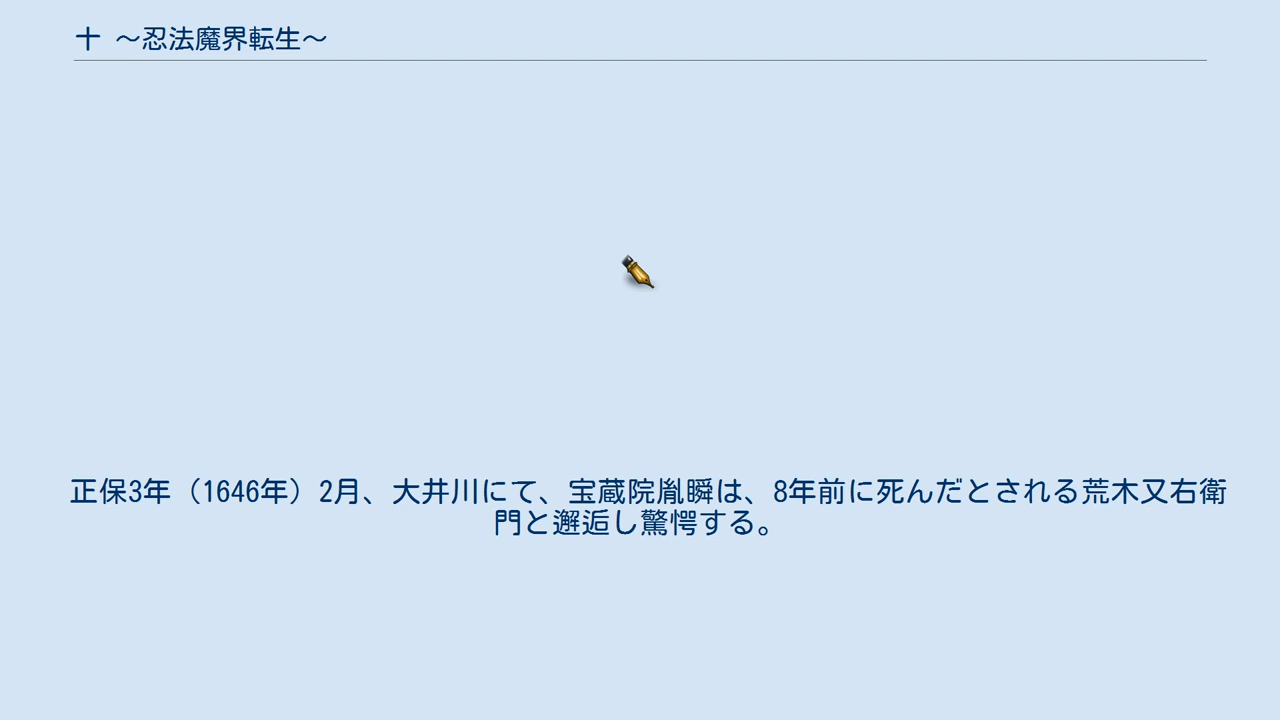 十 ～忍法魔界転生～
正保3年（1646年）2月、大井川にて、宝蔵院胤瞬は、8年前に死んだとされる荒木又右衛
門と邂逅し驚愕する。